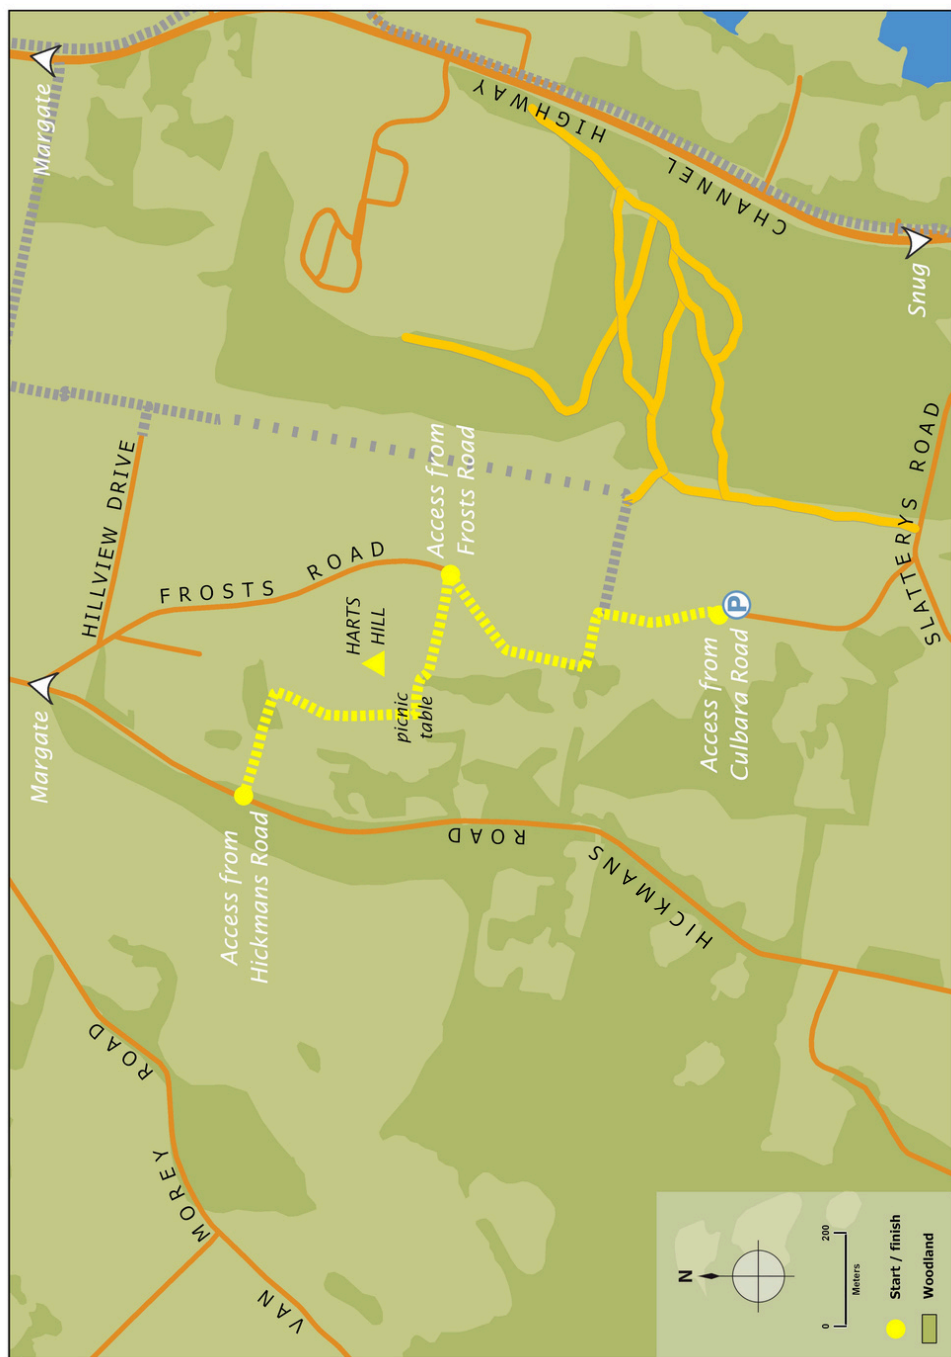 Margate
Margate
HILLVIEW DRIVE
FROSTS ROAD
HARTS
HILL
picnic
table
Access from
Frosts Road
Access from
Hickmans Road
Access from
Culbara Road
P
HICKMANS ROAD
VAN MOREY ROAD
CHANNEL HIGHWAY
SLATTERYS ROAD
Snug
N
0 200
Meters
Start / finish
Woodland